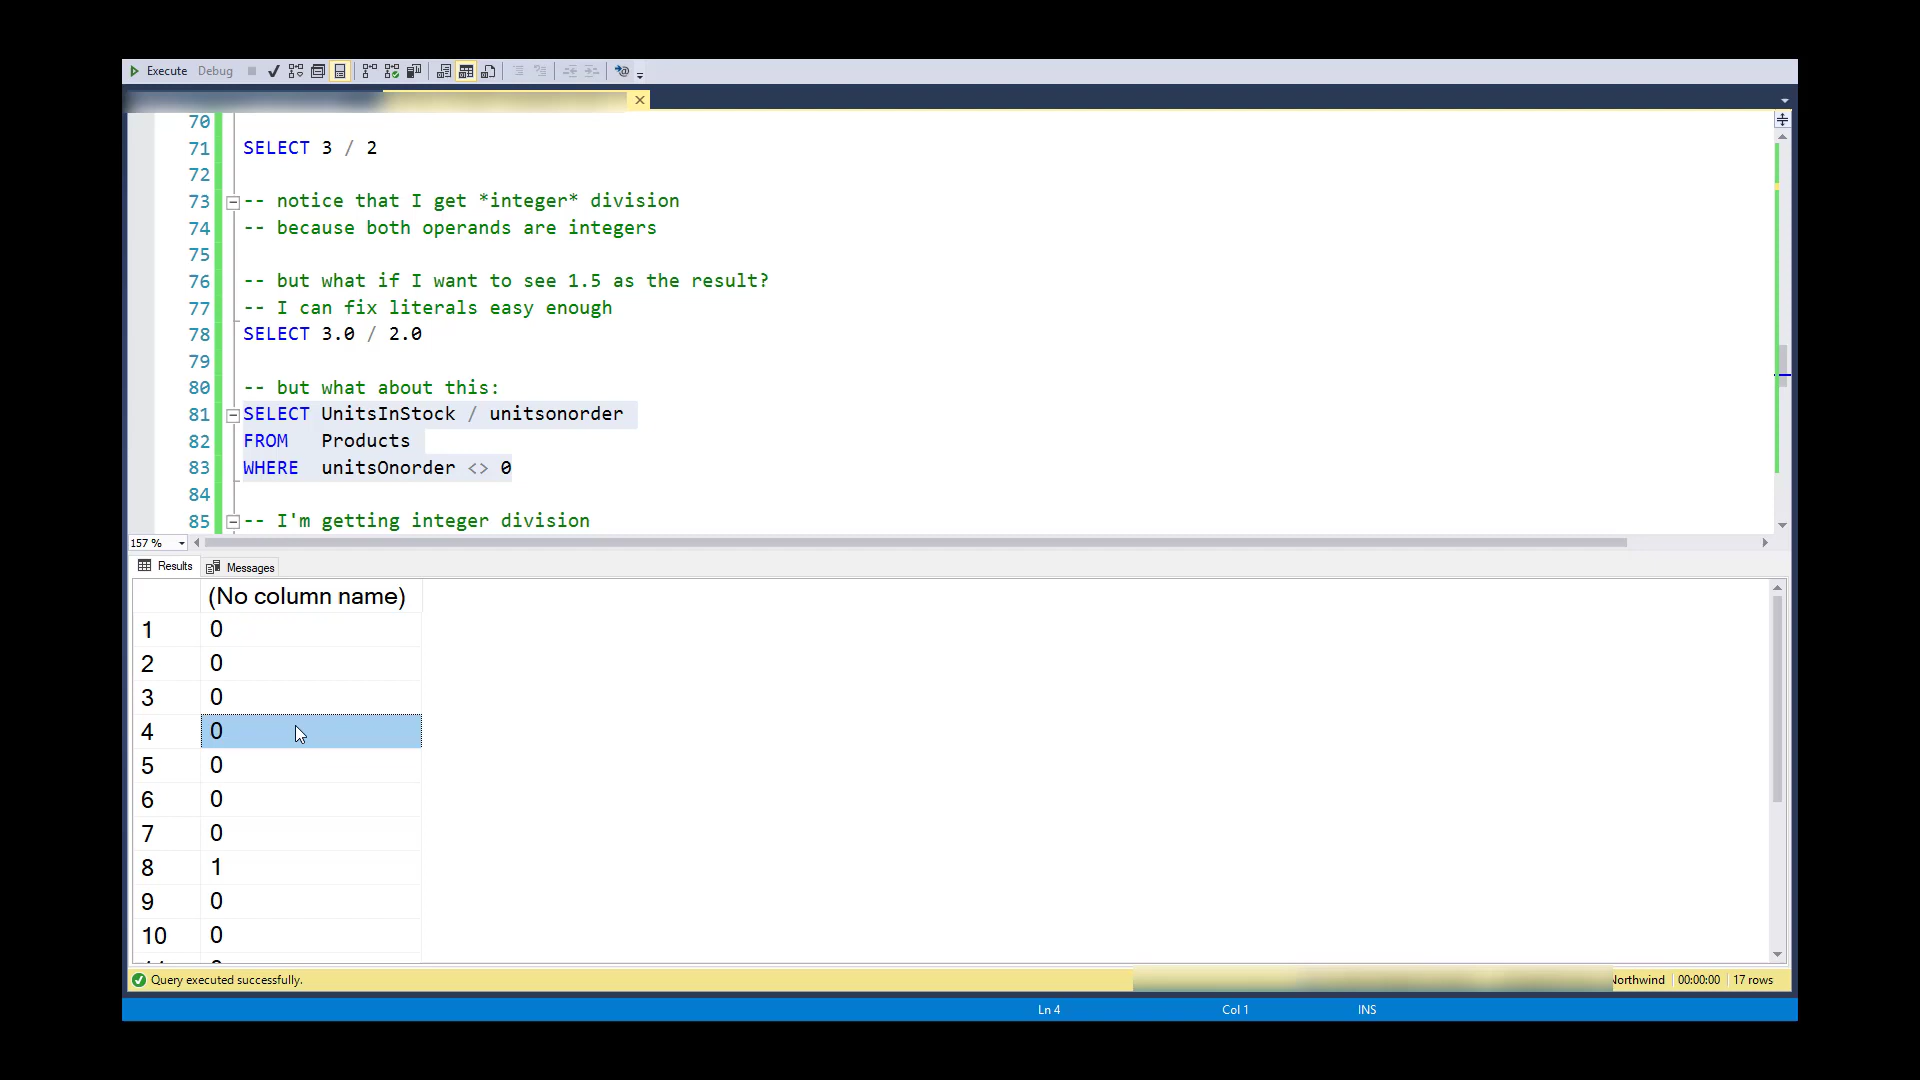 Execute Debug
70
71 SELECT 3 / 2
72
73 -- notice that I get *integer* division
74 -- because both operands are integers
75
76 -- but what if I want to see 1.5 as the result?
77 -- I can fix literals easy enough
78 SELECT 3.0 / 2.0
79
80 -- but what about this:
81 SELECT UnitsInStock / unitsonorder
82 FROM Products
83 WHERE unitsOnorder <> 0
84
85 -- I'm getting integer division
157 %
Results Messages
(No column name)
1 0
2 0
3 0
4 0
5 0
6 0
7 0
8 1
9 0
10 0
Query executed successfully. Northwind 00:00:00 17 rows
Ln 4 Col 1 INS